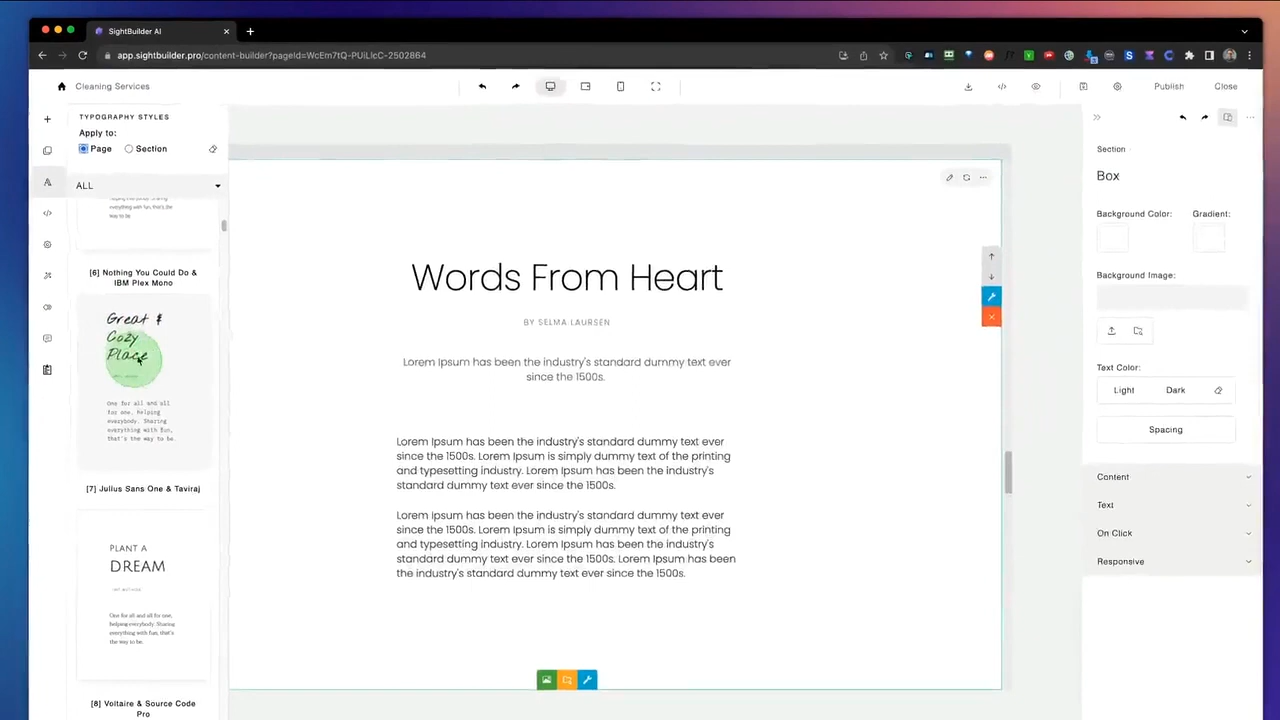 SightBuilder AI
app.sightbuilder.pro/content-builder?pageId=WcEm7tQ-PUiLlcC-2502864
Cleaning Services
Publish
Close
TYPOGRAPHY STYLES
Apply to:
Page
Section
ALL
everything with fun, that's the
way to be.
[6] Nothing You Could Do &
IBM Plex Mono
Great &
Cozy
Place
One for all and all
for one, helping
everybody. Sharing
everything with fun,
that's the way to be.
[7] Julius Sans One & Taviraj
PLANT A
DREAM
One for all and all for one,
helping everybody. Sharing
everything with fun, that's
the way to be.
[8] Voltaire & Source Code
Pro
Words From Heart
BY SELMA LAURSEN
Lorem Ipsum has been the industry's standard dummy text ever
since the 1500s.
Lorem Ipsum has been the industry's standard dummy text ever
since the 1500s. Lorem Ipsum is simply dummy text of the printing
and typesetting industry. Lorem Ipsum has been the industry's
standard dummy text ever since the 1500s.
Lorem Ipsum has been the industry's standard dummy text ever
since the 1500s. Lorem Ipsum is simply dummy text of the printing
and typesetting industry. Lorem Ipsum has been the industry's
standard dummy text ever since the 1500s. Lorem Ipsum has been
the industry's standard dummy text ever since the 1500s.
Section
Box
Background Color:
Gradient:
Background Image:
Text Color:
Light
Dark
Spacing
Content
Text
On Click
Responsive